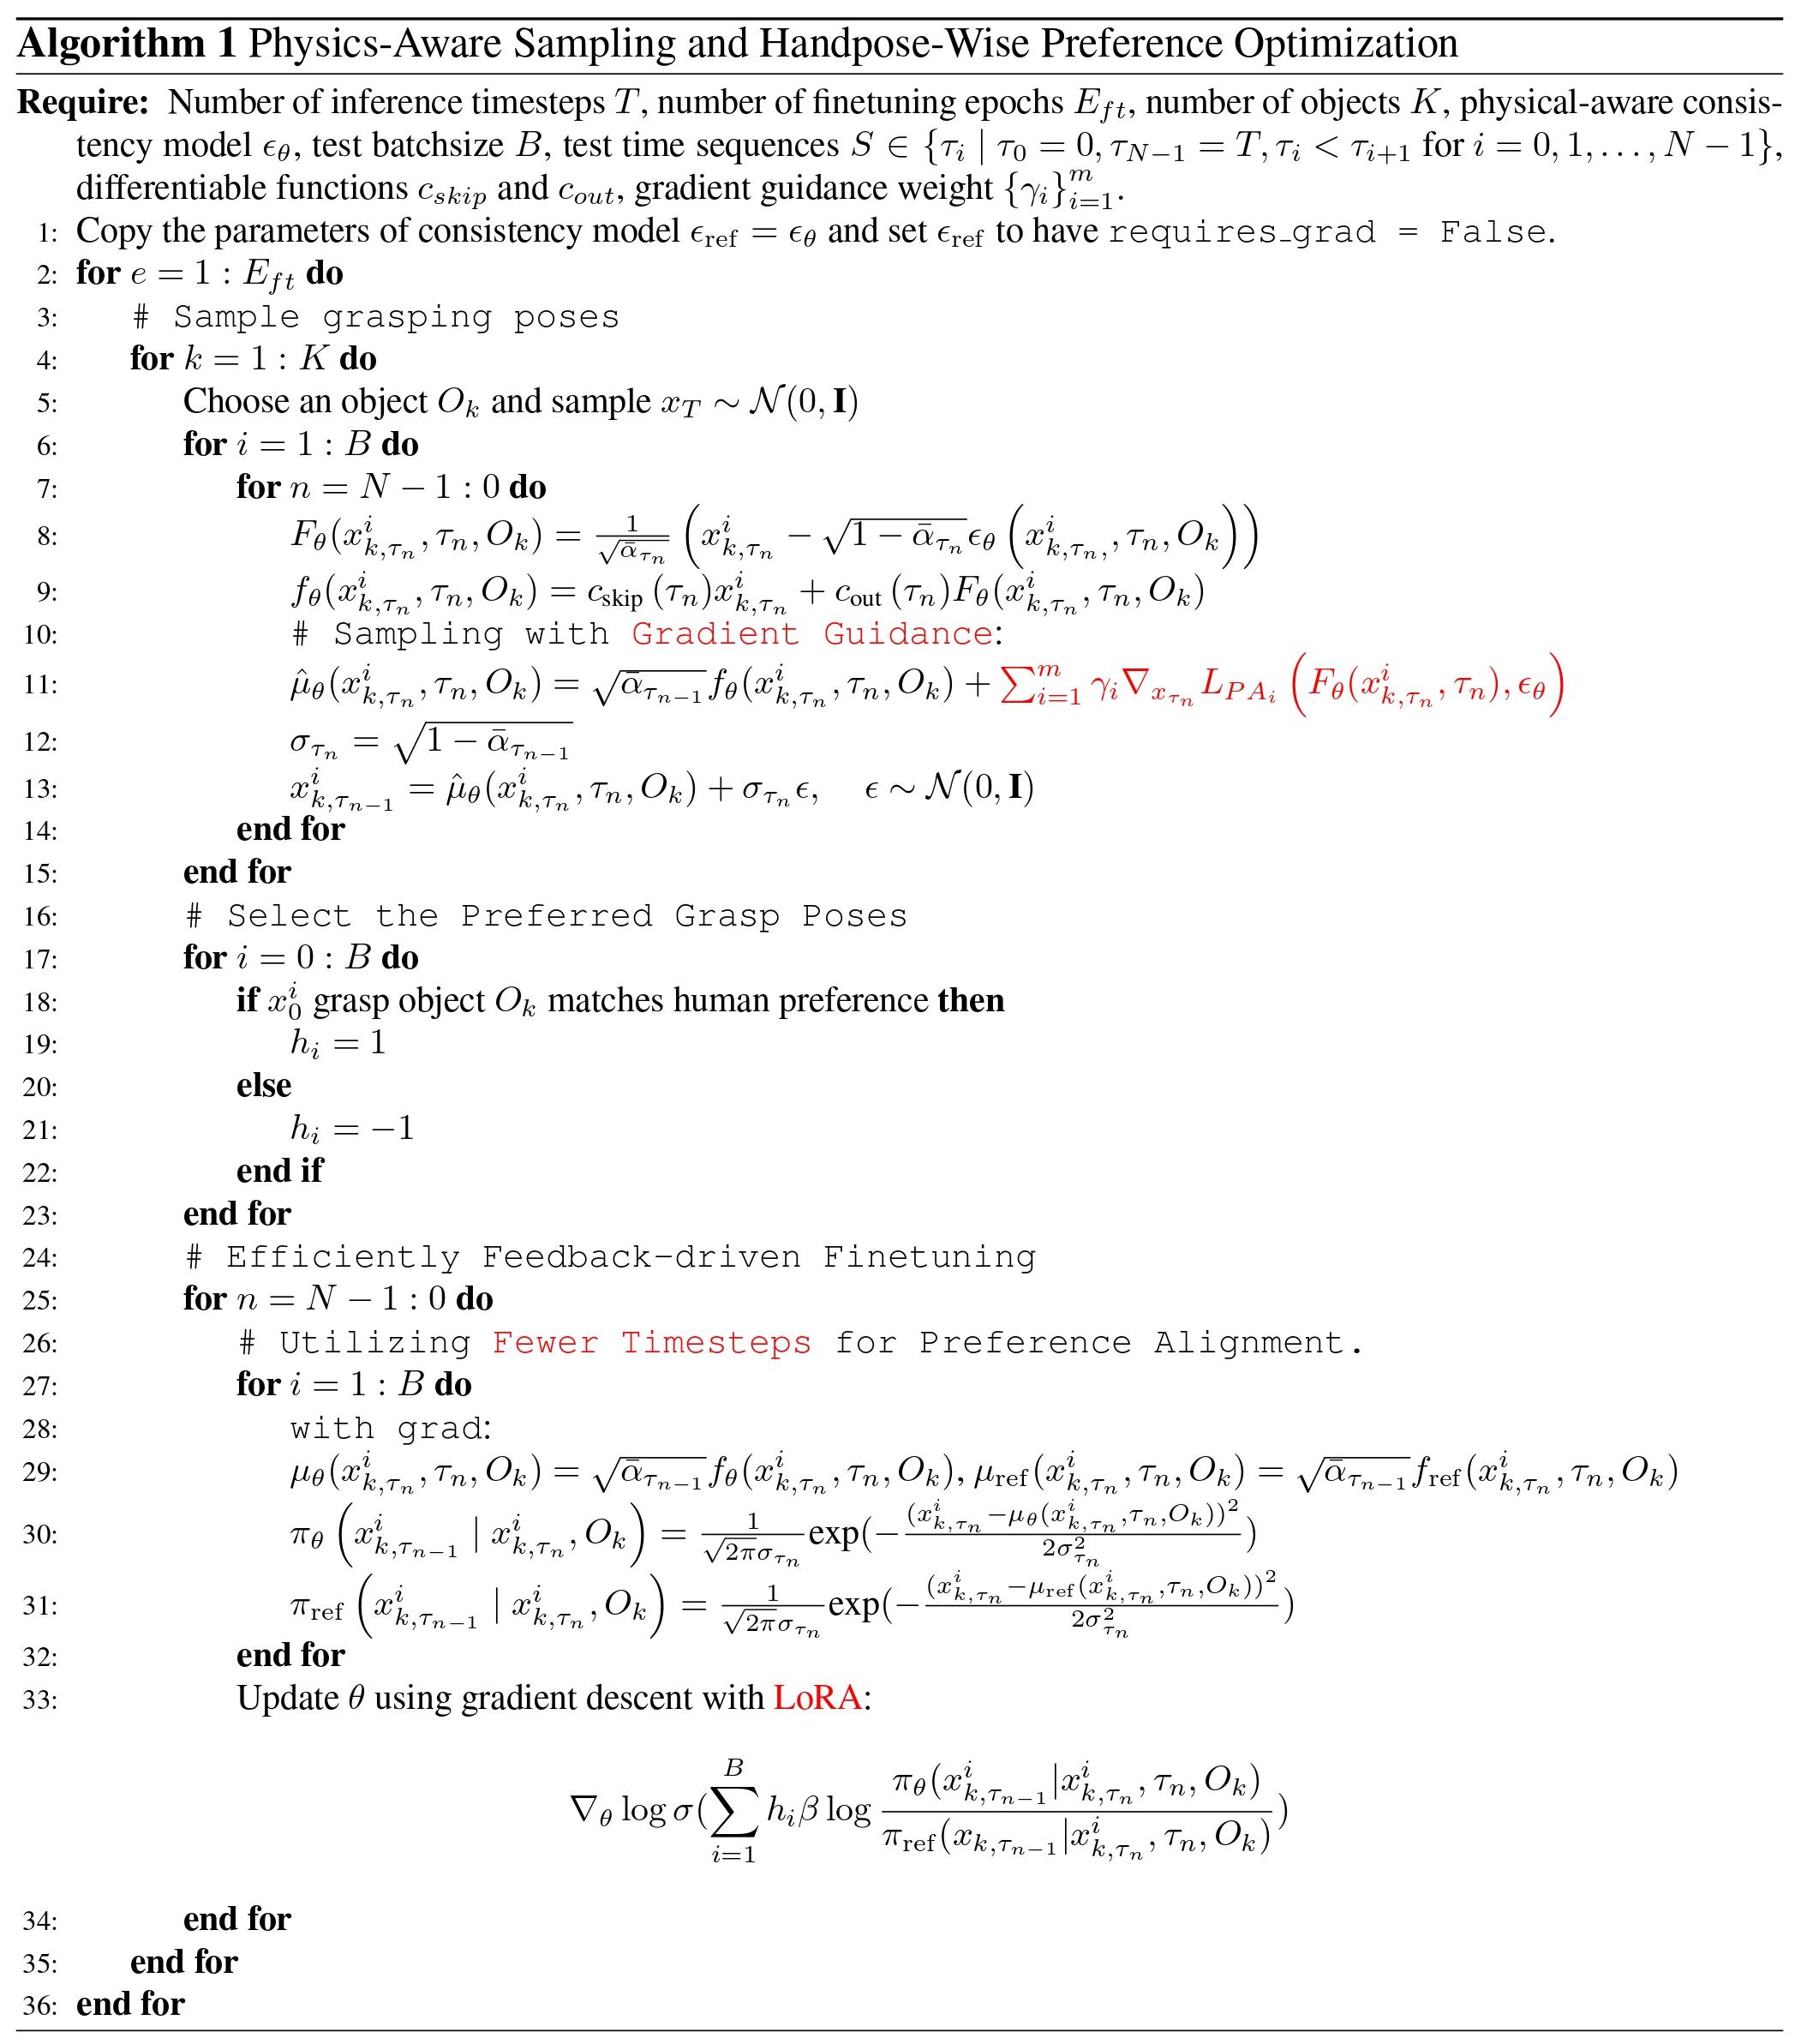 Algorithm 1 Physics-Aware Sampling and Handpose-Wise Preference Optimization
Require: Number of inference timesteps $T$, number of finetuning epochs $E_{ft}$, number of objects $K$, physical-aware consis-
tency model $\epsilon_\theta$, test batchsize $B$, test time sequences $S \in \{\tau_i \mid \tau_0 = 0, \tau_{N-1} = T, \tau_i < \tau_{i+1} \text{ for } i = 0, 1, \ldots, N-1\}$,
differentiable functions $c_{skip}$ and $c_{out}$, gradient guidance weight $\{\gamma_i\}_{i=1}^{m}$.
1: Copy the parameters of consistency model $\epsilon_{\text{ref}} = \epsilon_\theta$ and set $\epsilon_{\text{ref}}$ to have requires_grad = False.
2: for $e = 1 : E_{ft}$ do
3: # Sample grasping poses
4: for $k = 1 : K$ do
5: Choose an object $O_k$ and sample $x_T \sim \mathcal{N}(0, \mathbf{I})$
6: for $i = 1 : B$ do
7: for $n = N - 1 : 0$ do
8: $F_\theta(x^i_{k,\tau_n}, \tau_n, O_k) = \frac{1}{\sqrt{\bar{\alpha}_{\tau_n}}} \left( x^i_{k,\tau_n} - \sqrt{1 - \bar{\alpha}_{\tau_n}} \epsilon_\theta \left( x^i_{k,\tau_n,}, \tau_n, O_k \right) \right)$
9: $f_\theta(x^i_{k,\tau_n}, \tau_n, O_k) = c_{\text{skip}}(\tau_n) x^i_{k,\tau_n} + c_{\text{out}}(\tau_n) F_\theta(x^i_{k,\tau_n}, \tau_n, O_k)$
10: # Sampling with Gradient Guidance:
11: $\hat{\mu}_\theta(x^i_{k,\tau_n}, \tau_n, O_k) = \sqrt{\bar{\alpha}_{\tau_{n-1}}} f_\theta(x^i_{k,\tau_n}, \tau_n, O_k) + \sum_{i=1}^{m} \gamma_i \nabla_{x_{\tau_n}} L_{PA_i} \left( F_\theta(x^i_{k,\tau_n}, \tau_n), \epsilon_\theta \right)$
12: $\sigma_{\tau_n} = \sqrt{1 - \bar{\alpha}_{\tau_{n-1}}}$
13: $x^i_{k,\tau_{n-1}} = \hat{\mu}_\theta(x^i_{k,\tau_n}, \tau_n, O_k) + \sigma_{\tau_n} \epsilon, \quad \epsilon \sim \mathcal{N}(0, \mathbf{I})$
14: end for
15: end for
16: # Select the Preferred Grasp Poses
17: for $i = 0 : B$ do
18: if $x^i_0$ grasp object $O_k$ matches human preference then
19: $h_i = 1$
20: else
21: $h_i = -1$
22: end if
23: end for
24: # Efficiently Feedback-driven Finetuning
25: for $n = N - 1 : 0$ do
26: # Utilizing Fewer Timesteps for Preference Alignment.
27: for $i = 1 : B$ do
28: with grad:
29: $\mu_\theta(x^i_{k,\tau_n}, \tau_n, O_k) = \sqrt{\bar{\alpha}_{\tau_{n-1}}} f_\theta(x^i_{k,\tau_n}, \tau_n, O_k), \mu_{\text{ref}}(x^i_{k,\tau_n}, \tau_n, O_k) = \sqrt{\bar{\alpha}_{\tau_{n-1}}} f_{\text{ref}}(x^i_{k,\tau_n}, \tau_n, O_k)$
30: $\pi_\theta \left( x^i_{k,\tau_{n-1}} \mid x^i_{k,\tau_n}, O_k \right) = \frac{1}{\sqrt{2\pi}\sigma_{\tau_n}} \exp(-\frac{(x^i_{k,\tau_n} - \mu_\theta(x^i_{k,\tau_n}, \tau_n, O_k))^2}{2\sigma^2_{\tau_n}})$
31: $\pi_{\text{ref}} \left( x^i_{k,\tau_{n-1}} \mid x^i_{k,\tau_n}, O_k \right) = \frac{1}{\sqrt{2\pi}\sigma_{\tau_n}} \exp(-\frac{(x^i_{k,\tau_n} - \mu_{\text{ref}}(x^i_{k,\tau_n}, \tau_n, O_k))^2}{2\sigma^2_{\tau_n}})$
32: end for
33: Update $\theta$ using gradient descent with LoRA:
$\nabla_\theta \log \sigma(\sum_{i=1}^{B} h_i \beta \log \frac{\pi_\theta(x^i_{k,\tau_{n-1}} | x^i_{k,\tau_n}, \tau_n, O_k)}{\pi_{\text{ref}}(x_{k,\tau_{n-1}} | x^i_{k,\tau_n}, \tau_n, O_k)})$
34: end for
35: end for
36: end for